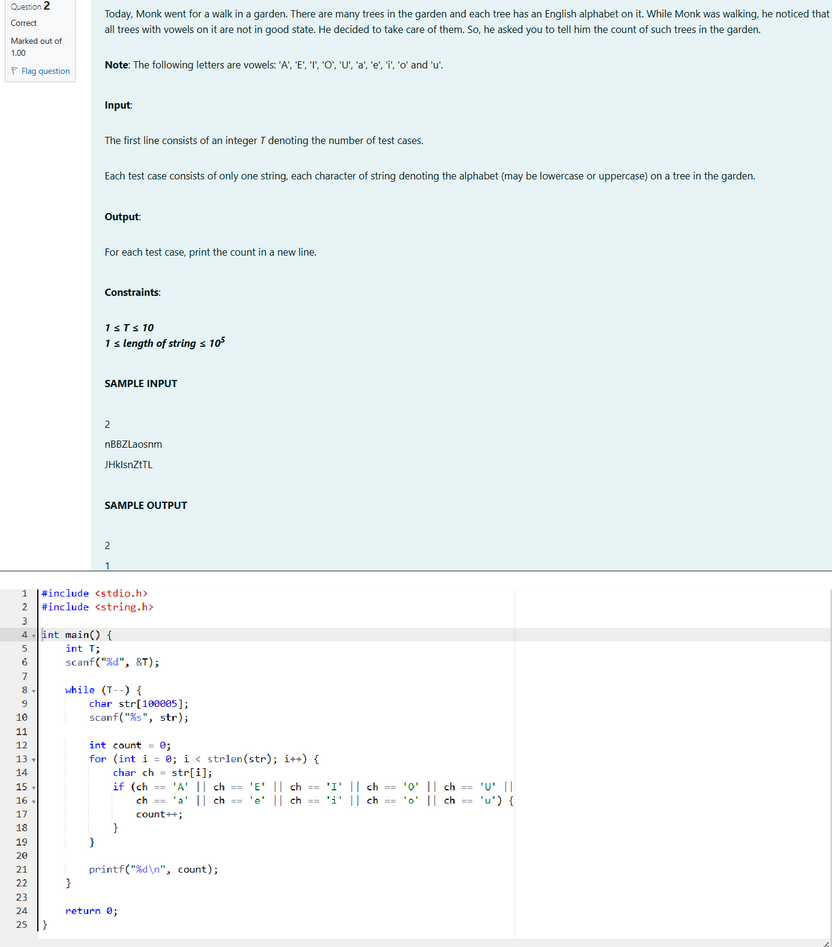 Question 2
Correct
Marked out of
1.00
Flag question
Today, Monk went for a walk in a garden. There are many trees in the garden and each tree has an English alphabet on it. While Monk was walking, he noticed that
all trees with vowels on it are not in good state. He decided to take care of them. So, he asked you to tell him the count of such trees in the garden.
Note: The following letters are vowels: 'A', 'E', 'I', 'O', 'U', 'a', 'e', 'i', 'o' and 'u'.
Input:
The first line consists of an integer T denoting the number of test cases.
Each test case consists of only one string, each character of string denoting the alphabet (may be lowercase or uppercase) on a tree in the garden.
Output:
For each test case, print the count in a new line.
Constraints:
1 ≤ T ≤ 10
1 ≤ length of string ≤ 10⁵
SAMPLE INPUT
2
nBBZLaosnm
JHkIsnZtTL
SAMPLE OUTPUT
2
1
1 #include <stdio.h>
2 #include <string.h>
3
4 int main() {
5     int T;
6     scanf("%d", &T);
7
8     while (T--) {
9         char str[100005];
10         scanf("%s", str);
11
12         int count = 0;
13         for (int i = 0; i < strlen(str); i++) {
14             char ch = str[i];
15             if (ch == 'A' || ch == 'E' || ch == 'I' || ch == 'O' || ch == 'U' ||
16                 ch == 'a' || ch == 'e' || ch == 'i' || ch == 'o' || ch == 'u') {
17                 count++;
18             }
19         }
20
21         printf("%d\n", count);
22     }
23
24     return 0;
25 }